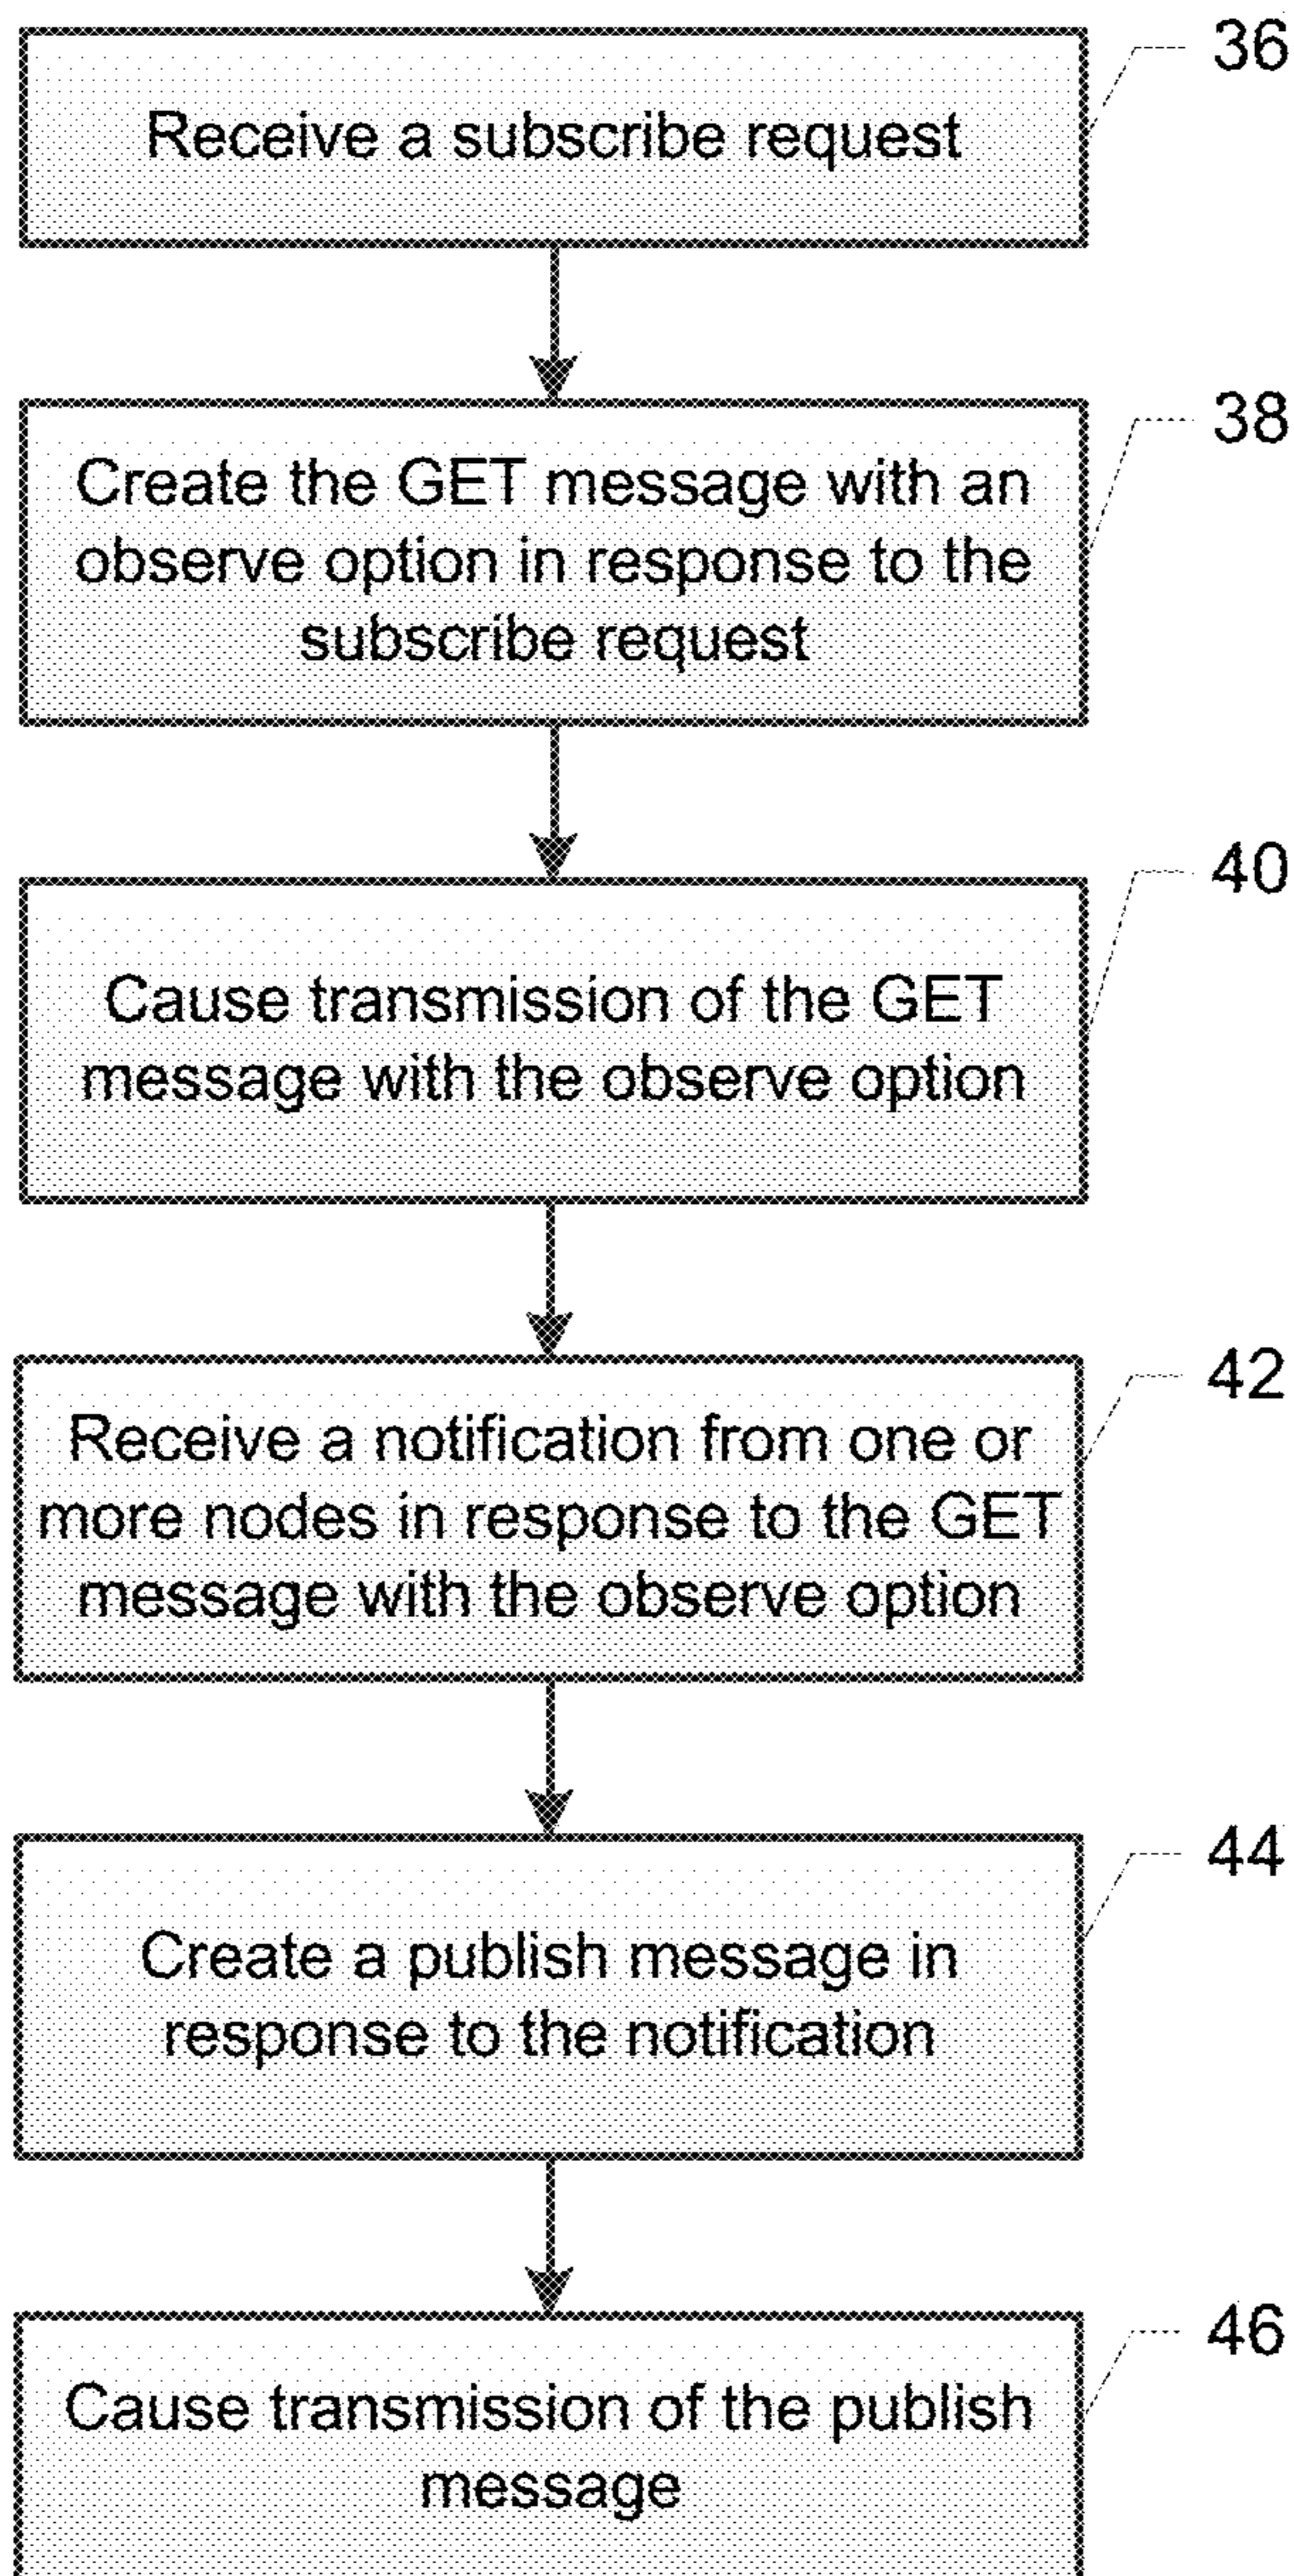 36
Receive a subscribe request
38
Create the GET message with an
observe option in response to the
subscribe request
40
Cause transmission of the GET
message with the observe option
42
Receive a notification from one or
more nodes in response to the GET
message with the observe option
44
Create a publish message in
response to the notification
46
Cause transmission of the publish
message